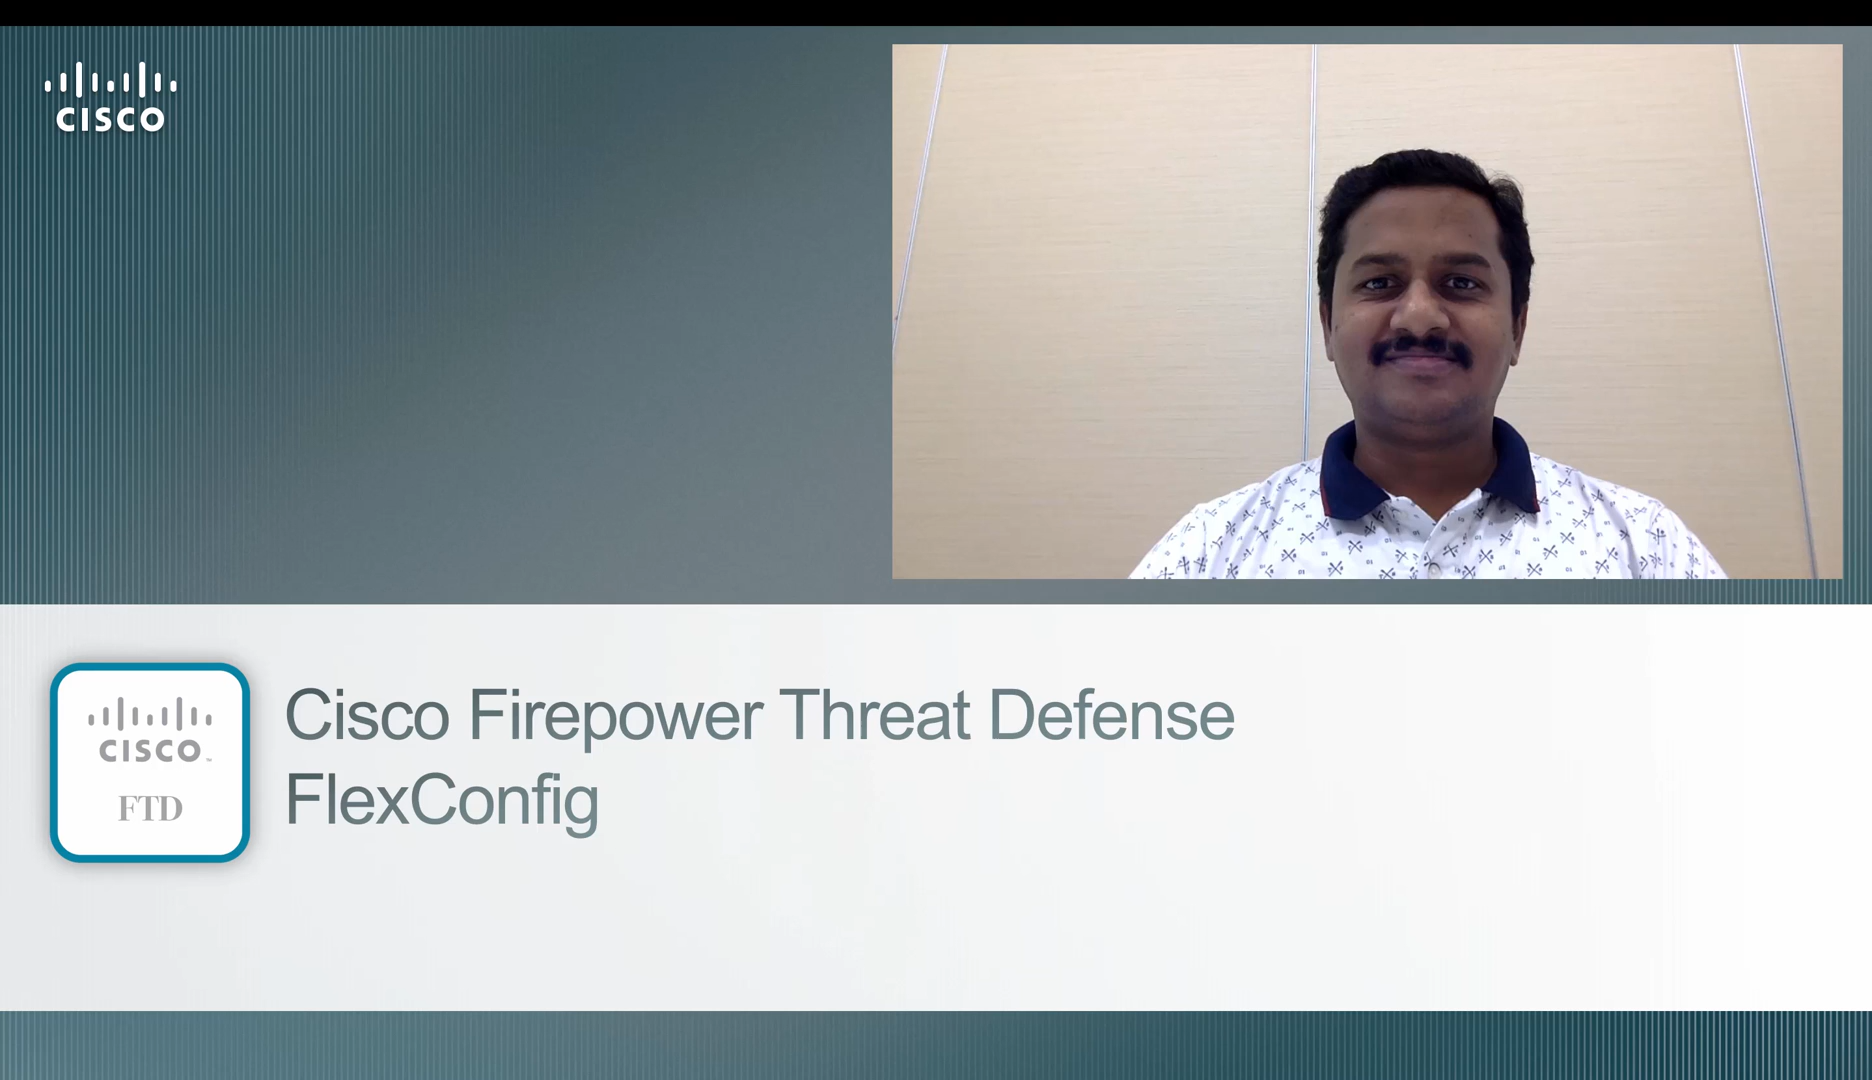 CISCO
Cisco Firepower Threat Defense
CISCO
FTD
FlexConfig